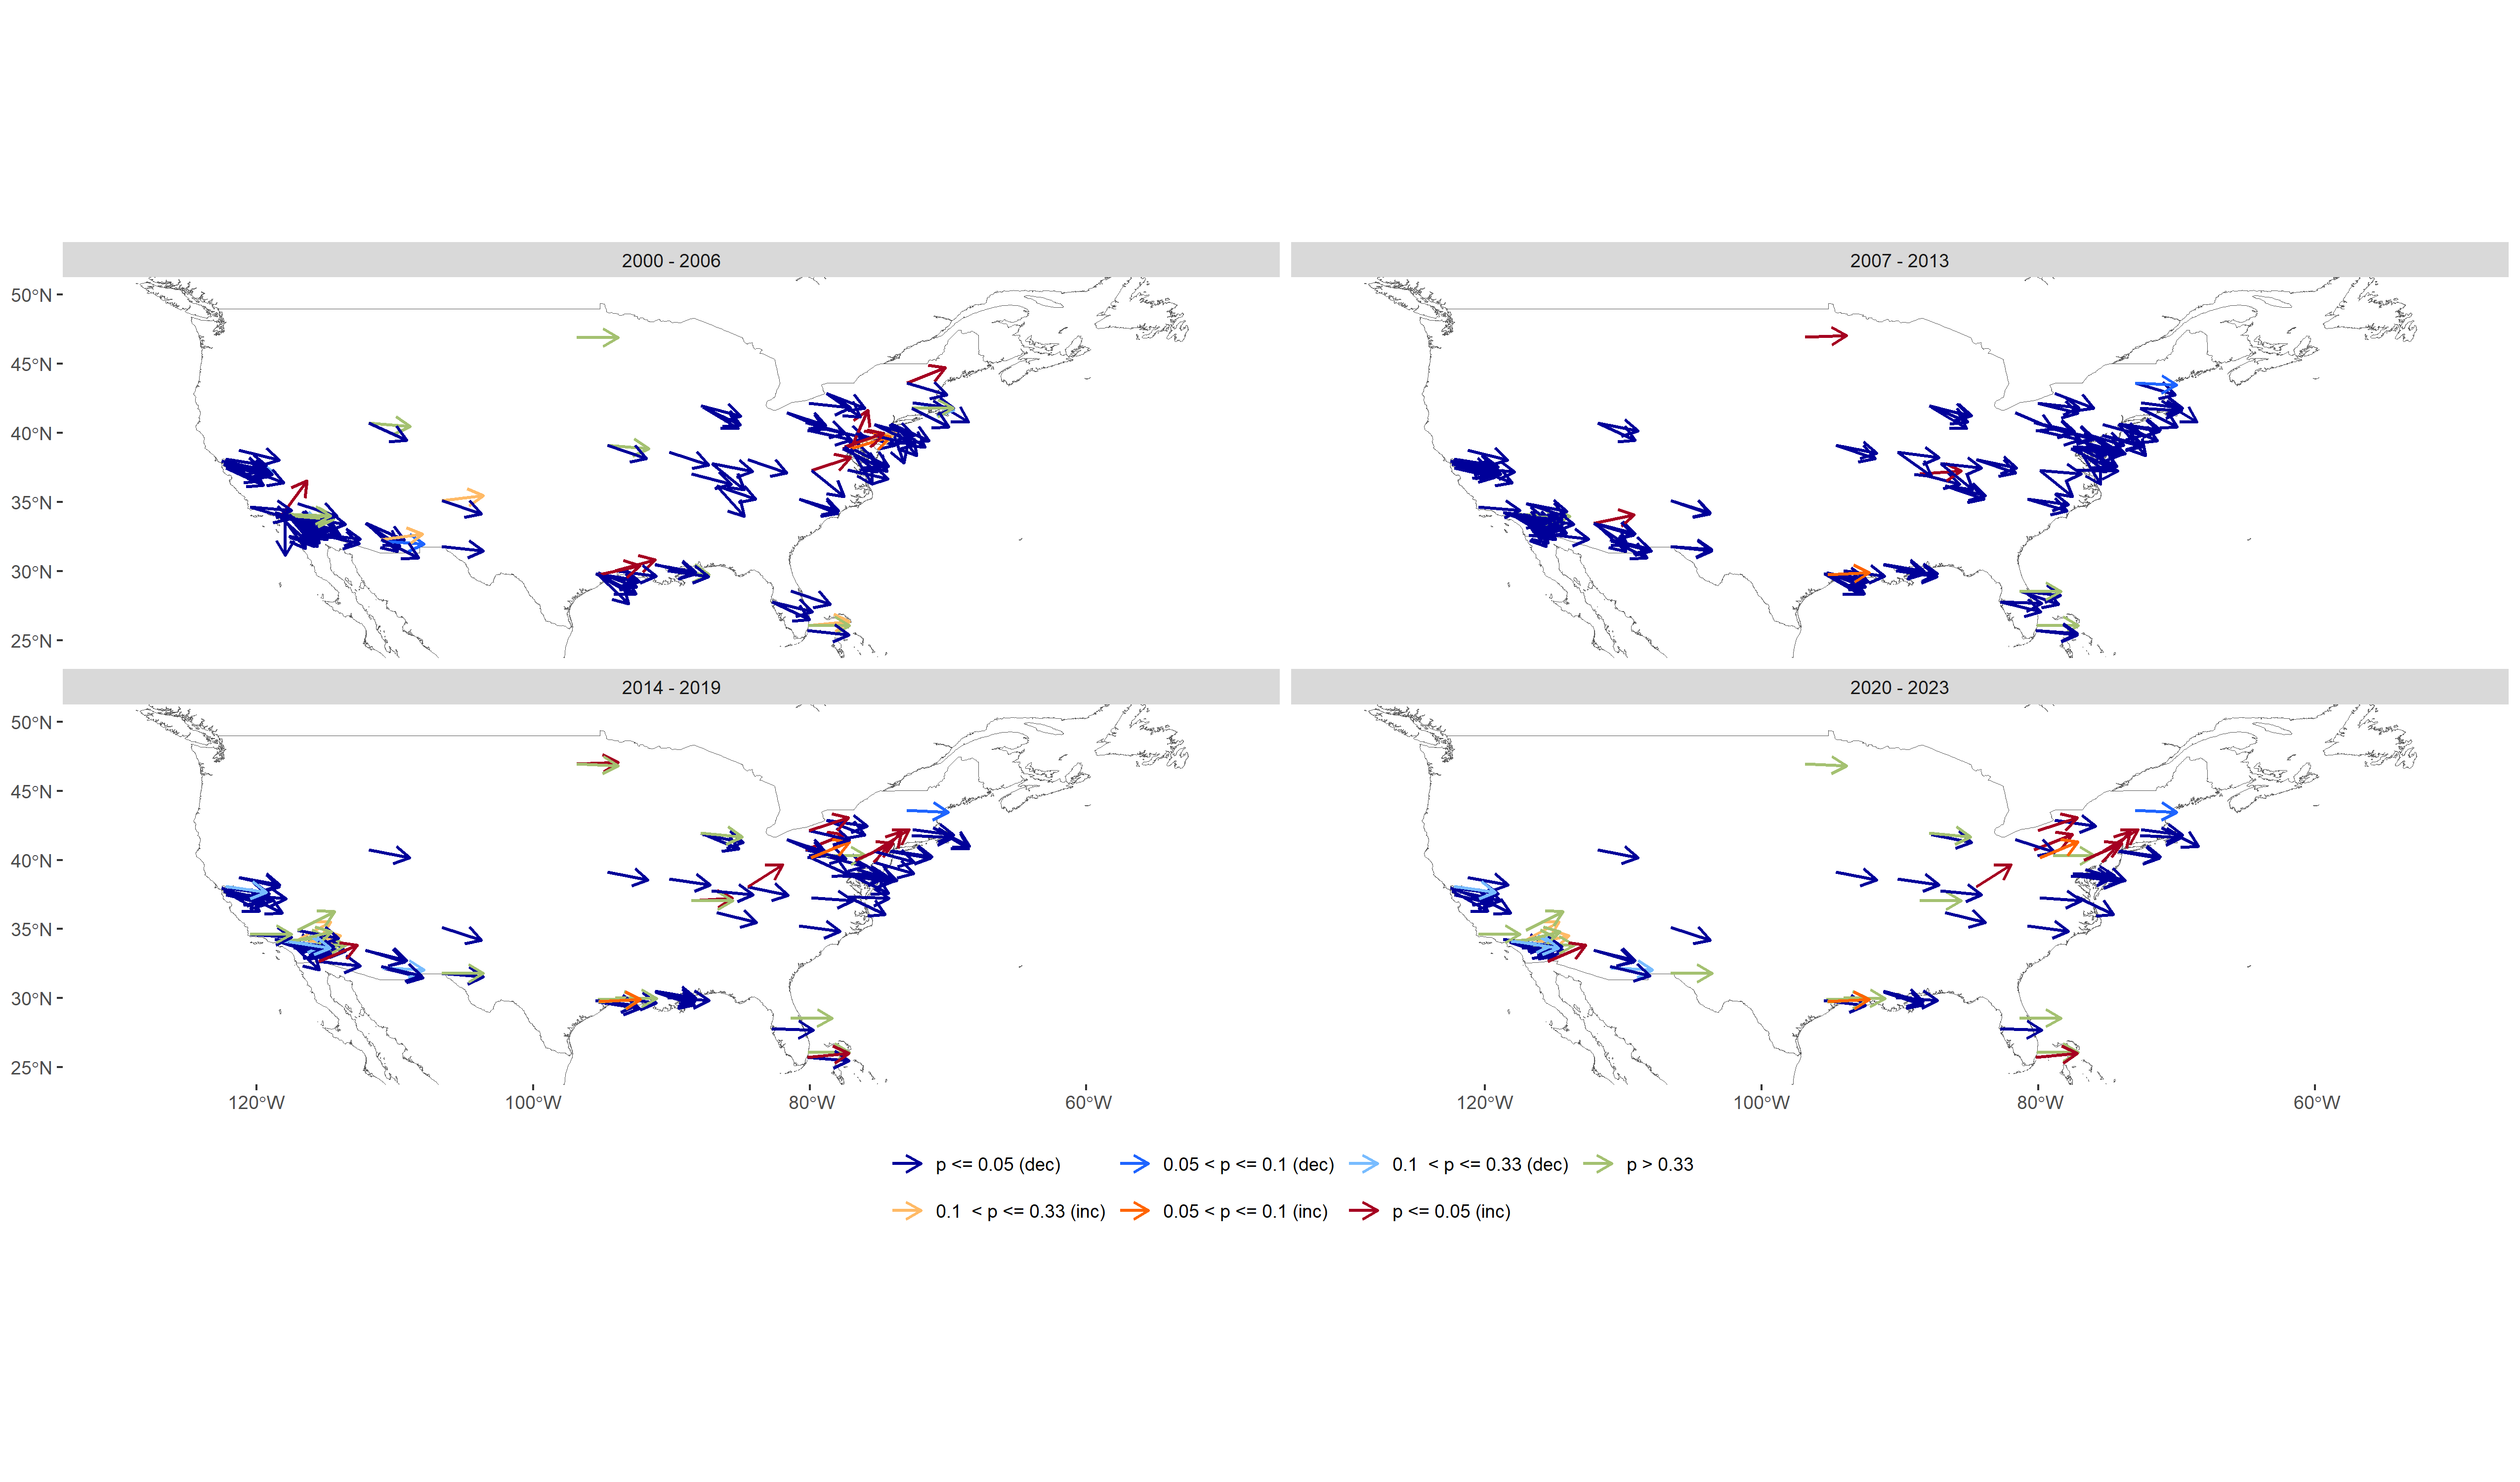 2000 - 2006
2007 - 2013
50°N
45°N
40°N
35°N
30°N
25°N
2014 - 2019
2020 - 2023
50°N
45°N
40°N
35°N
30°N
25°N
120°W 100°W 80°W 60°W
120°W 100°W 80°W 60°W
p <= 0.05 (dec) 0.05 < p <= 0.1 (dec) 0.1 < p <= 0.33 (dec) p > 0.33
0.1 < p <= 0.33 (inc) 0.05 < p <= 0.1 (inc) p <= 0.05 (inc)